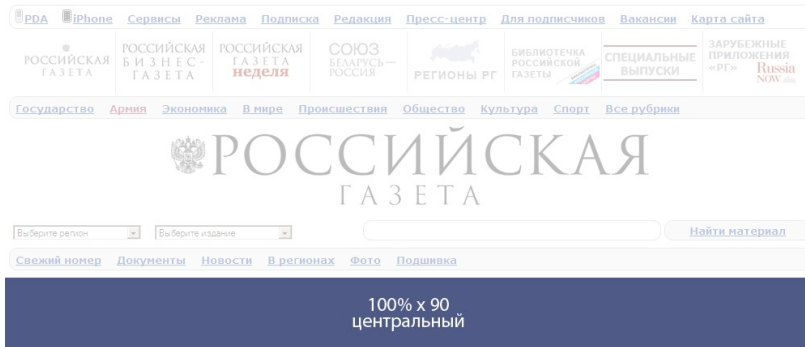 PDA iPhone Сервисы Реклама Подписка Редакция Пресс-центр Для подписчиков Вакансии Карта сайта
РОССИЙСКАЯ
ГАЗЕТА
РОССИЙСКАЯ
БИЗНЕС-
ГАЗЕТА
РОССИЙСКАЯ
ГАЗЕТА
неделя
СОЮЗ
БЕЛАРУСЬ—
РОССИЯ
РЕГИОНЫ РГ
БИБЛИОТЕЧКА
РОССИЙСКОЙ
ГАЗЕТЫ
СПЕЦИАЛЬНЫЕ
ВЫПУСКИ
ЗАРУБЕЖНЫЕ
ПРИЛОЖЕНИЯ
«РГ» Russia
NOW
Государство Армия Экономика В мире Происшествия Общество Культура Спорт Все рубрики
РОССИЙСКАЯ
ГАЗЕТА
Выберите регион Выберите издание Найти материал
Свежий номер Документы Новости В регионах Фото Подшивка
100% x 90
центральный